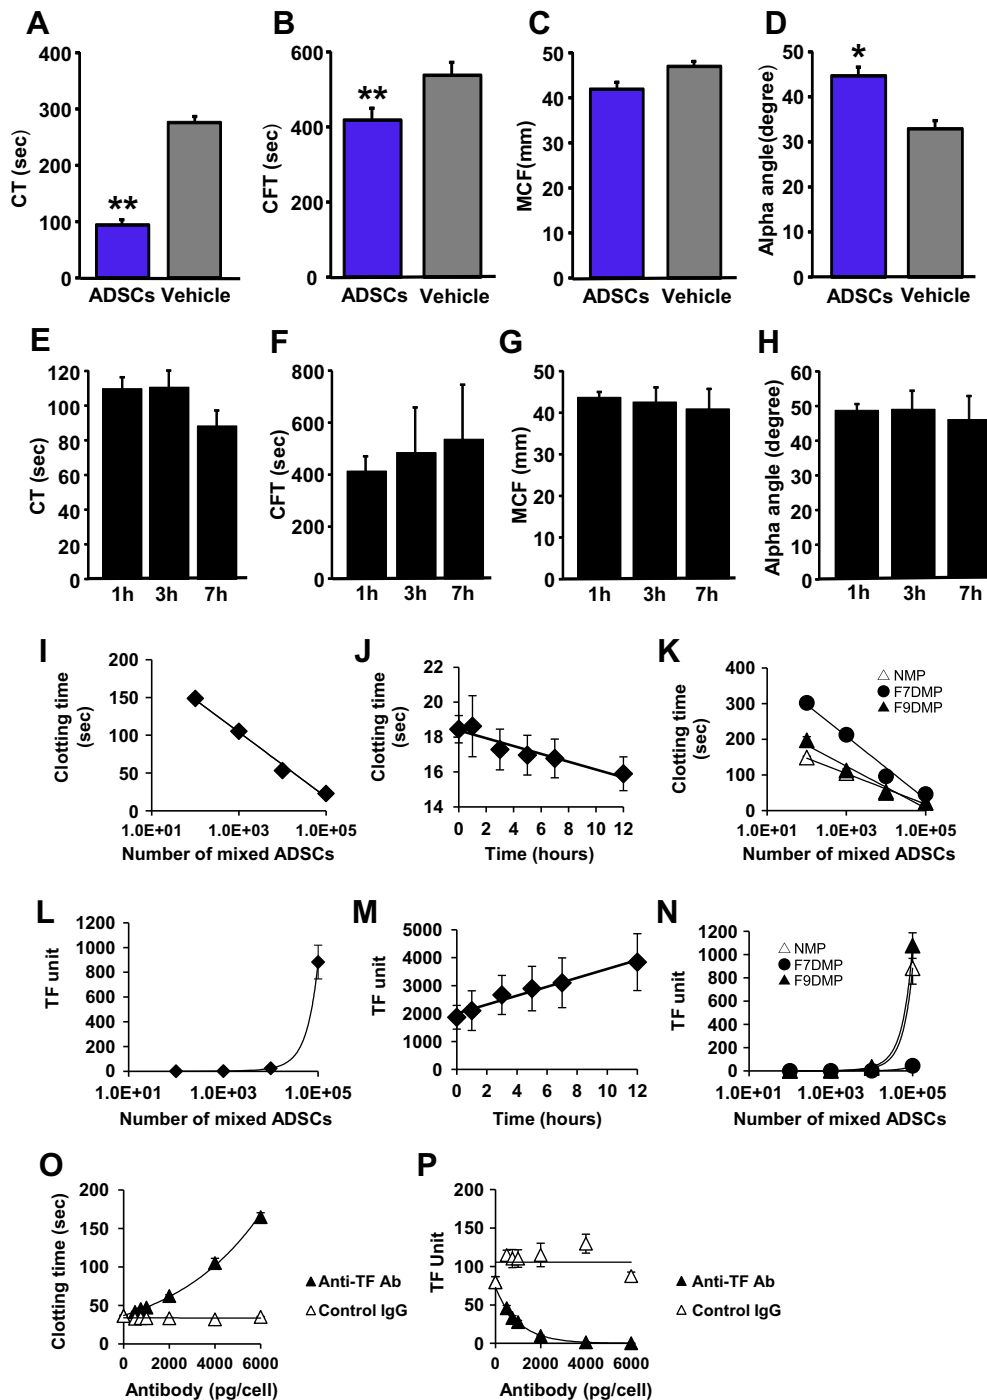 A
CT (sec)
400
300
200
100
0
**
ADSCs
Vehicle
B
CFT (sec)
600
400
200
0
**
ADSCs
Vehicle
C
MCF(mm)
50
40
30
20
10
0
ADSCs
Vehicle
D
Alpha angle(degree)
50
40
30
20
10
0
*
ADSCs
Vehicle
E
CT (sec)
120
100
80
60
40
20
0
1h 3h 7h
F
CFT (sec)
800
600
400
200
0
1h 3h 7h
G
MCF (mm)
50
40
30
20
10
0
1h 3h 7h
H
Alpha angle (degree)
60
50
40
30
20
10
0
1h 3h 7h
I
Clotting time
(sec)
200
150
100
50
0
1.0E+01 1.0E+03 1.0E+05
Number of mixed ADSCs
J
Clotting time
(sec)
22
20
18
16
14
0 2 4 6 8 10 12
Time (hours)
K
Clotting time
(sec)
400
300
200
100
0
NMP
F7DMP
F9DMP
1.0E+01 1.0E+03 1.0E+05
Number of mixed ADSCs
L
TF unit
1200
1000
800
600
400
200
0
1.0E+01 1.0E+03 1.0E+05
Number of mixed ADSCs
M
TF unit
5000
4000
3000
2000
1000
0
0 2 4 6 8 10 12
Time (hours)
N
TF unit
1200
1000
800
600
400
200
0
NMP
F7DMP
F9DMP
1.0E+01 1.0E+03 1.0E+05
Number of mixed ADSCs
O
Clotting time (sec)
200
150
100
50
0
0 2000 4000 6000
Antibody (pg/cell)
Anti-TF Ab
Control IgG
P
TF Unit
200
150
100
50
0
0 2000 4000 6000
Antibody (pg/cell)
Anti-TF Ab
Control IgG